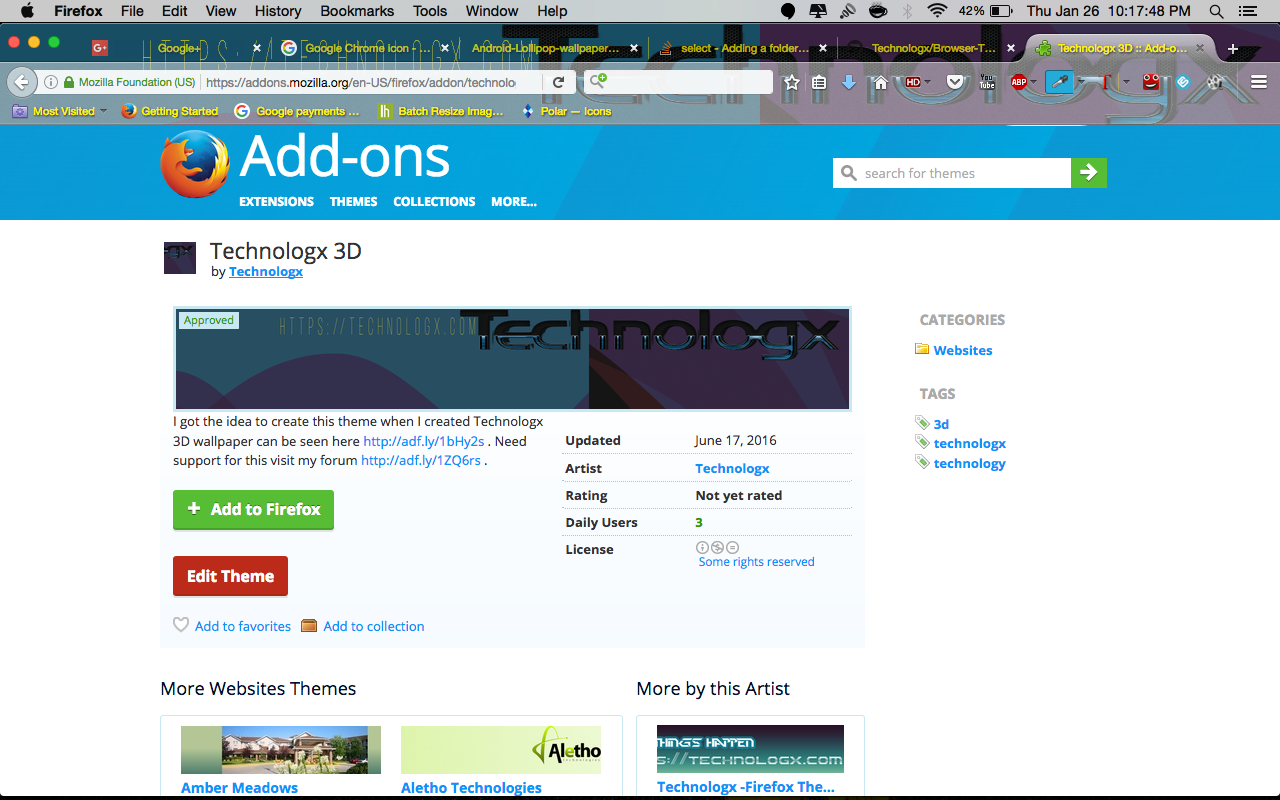 Firefox File Edit View History Bookmarks Tools Window Help 42% Thu Jan 26 10:17:48 PM
Google+ Google Chrome icon - ... Android-Lollipop-wallpaper... select - Adding a folder... Technologx/Browser-T... Technologx 3D :: Add-o...
Mozilla Foundation (US) https://addons.mozilla.org/en-US/firefox/addon/technolo HD You Tube ABP
Most Visited Getting Started Google payments ... Batch Resize Imag... Polar — Icons
Add-ons
search for themes
EXTENSIONS THEMES COLLECTIONS MORE...
Technologx 3D
by Technologx
Approved
HTTPS://TECHNOLOGX.COM
Technologx
I got the idea to create this theme when I created Technologx
3D wallpaper can be seen here http://adf.ly/1bHy2s . Need
support for this visit my forum http://adf.ly/1ZQ6rs .
Add to Firefox
Edit Theme
Add to favorites Add to collection
Updated June 17, 2016
Artist Technologx
Rating Not yet rated
Daily Users 3
License
Some rights reserved
CATEGORIES
Websites
TAGS
3d
technologx
technology
More Websites Themes
Aletho
technologies
Amber Meadows Aletho Technologies
More by this Artist
THINGS HAPPEN
S://TECHNOLOGX.COM
Technologx -Firefox The...